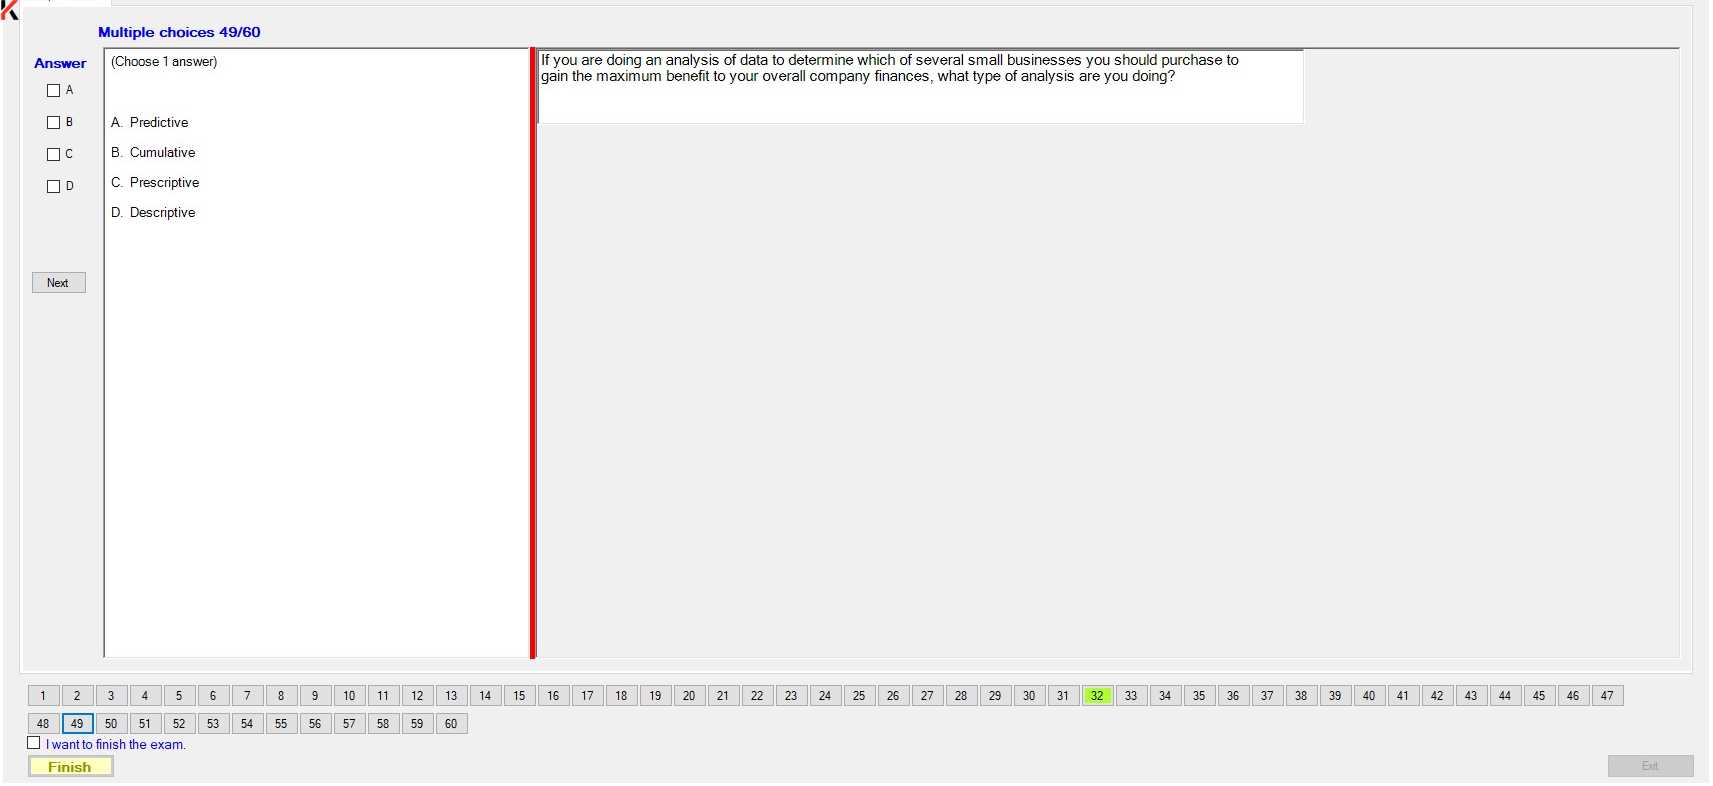 Multiple choices 49/60
Answer
A
B
C
D
Next
(Choose 1 answer)
A. Predictive
B. Cumulative
C. Prescriptive
D. Descriptive
If you are doing an analysis of data to determine which of several small businesses you should purchase to
gain the maximum benefit to your overall company finances, what type of analysis are you doing?
1 2 3 4 5 6 7 8 9 10 11 12 13 14 15 16 17 18 19 20 21 22 23 24 25 26 27 28 29 30 31 32 33 34 35 36 37 38 39 40 41 42 43 44 45 46 47
48 49 50 51 52 53 54 55 56 57 58 59 60
I want to finish the exam.
Finish
Exit